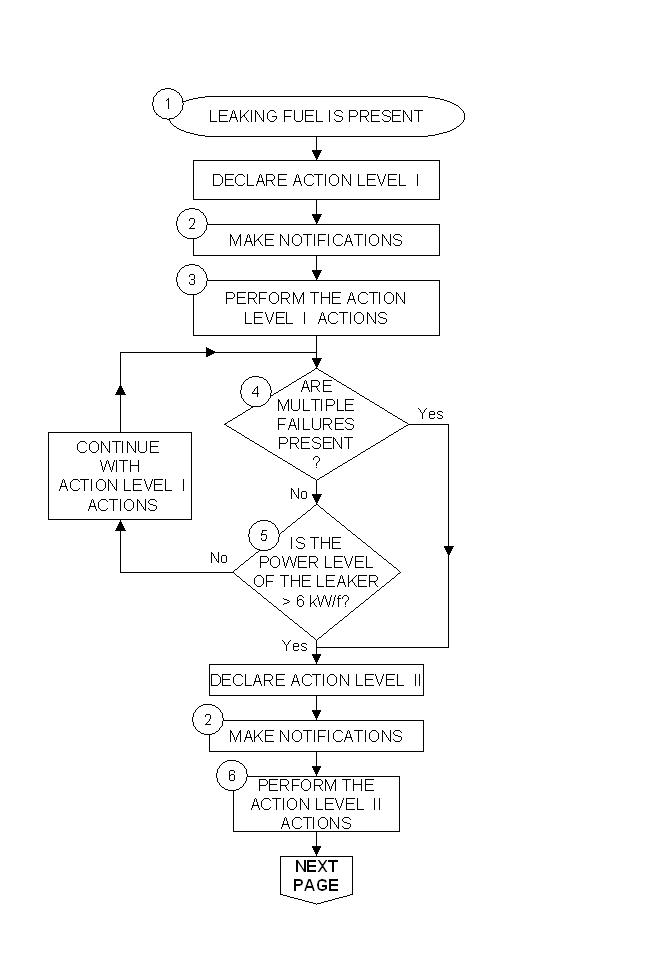 1
LEAKING FUEL IS PRESENT
DECLARE ACTION LEVEL I
2
MAKE NOTIFICATIONS
3
PERFORM THE ACTION
LEVEL I ACTIONS
4
ARE
MULTIPLE
FAILURES
PRESENT
?
Yes
No
CONTINUE
WITH
ACTION LEVEL I
ACTIONS
5
IS THE
POWER LEVEL
OF THE LEAKER
> 6 kW/f?
No
Yes
DECLARE ACTION LEVEL II
2
MAKE NOTIFICATIONS
6
PERFORM THE
ACTION LEVEL II
ACTIONS
NEXT
PAGE